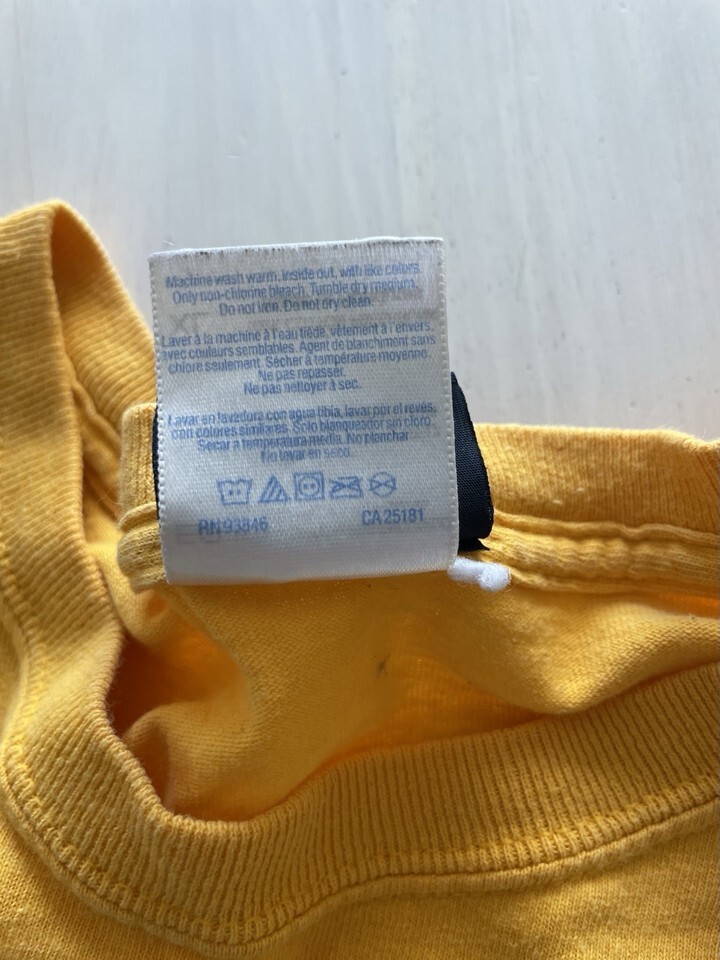 Machine wash warm, inside out, with like colors.
Only non-chlorine bleach. Tumble dry medium.
Do not iron. Do not dry clean.
Laver à la machine à l'eau tiède, vêtement à l'envers,
avec couleurs semblables. Agent de blanchiment sans
chlore seulement. Sécher à température moyenne.
Ne pas repasser.
Ne pas nettoyer à sec.
Lavar en lavadora con agua tibia, lavar por el revés,
con colores similares. Solo blanqueador sin cloro.
Secar a temperatura media. No planchar
No lavar en seco.
RN 93846 CA 25181